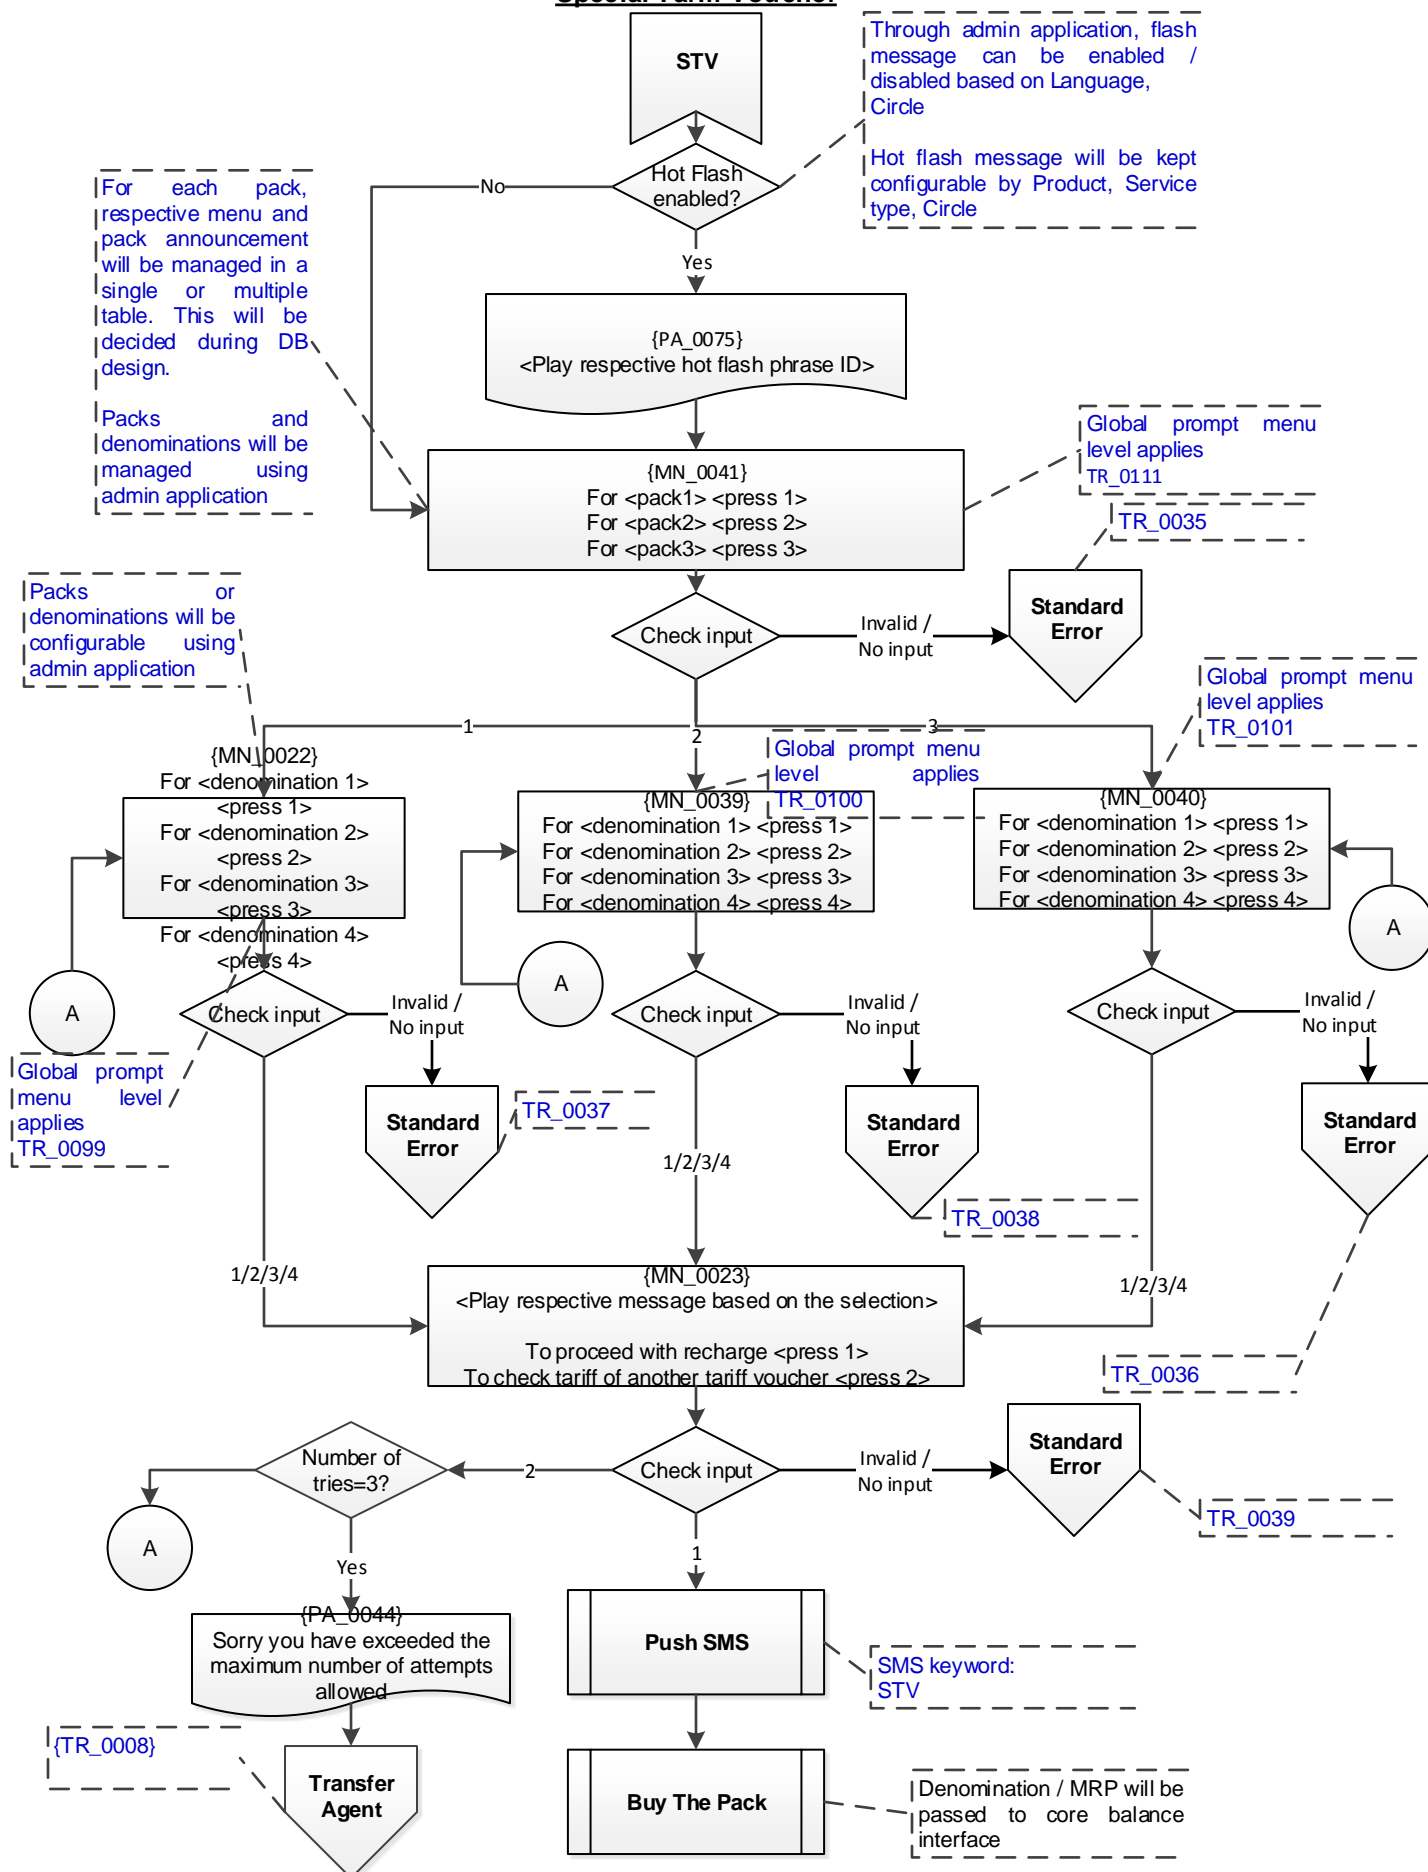 Special Tariff Voucher
STV
Through admin application, flash
message can be enabled /
disabled based on Language,
Circle
Hot flash message will be kept
configurable by Product, Service
type, Circle
Hot Flash
enabled?
No
Yes
For each pack,
respective menu and
pack announcement
will be managed in a
single or multiple
table. This will be
decided during DB
design.
Packs and
denominations will be
managed using
admin application
{PA_0075}
<Play respective hot flash phrase ID>
Global prompt menu
level applies
TR_0111
{MN_0041}
For <pack1> <press 1>
For <pack2> <press 2>
For <pack3> <press 3>
TR_0035
Standard
Error
Check input
Invalid /
No input
Packs or
denominations will be
configurable using
admin application
Global prompt menu
level applies
TR_0101
1
2
3
Global prompt menu
level applies
TR_0100
{MN_0022}
For <denomination 1>
<press 1>
For <denomination 2>
<press 2>
For <denomination 3>
<press 3>
For <denomination 4>
<press 4>
{MN_0039}
For <denomination 1> <press 1>
For <denomination 2> <press 2>
For <denomination 3> <press 3>
For <denomination 4> <press 4>
{MN_0040}
For <denomination 1> <press 1>
For <denomination 2> <press 2>
For <denomination 3> <press 3>
For <denomination 4> <press 4>
A
A
A
Check input
Invalid /
No input
Check input
Invalid /
No input
Check input
Invalid /
No input
Global prompt
menu level
applies
TR_0099
Standard
Error
TR_0037
Standard
Error
TR_0038
Standard
Error
TR_0036
1/2/3/4
1/2/3/4
1/2/3/4
{MN_0023}
<Play respective message based on the selection>
To proceed with recharge <press 1>
To check tariff of another tariff voucher <press 2>
Number of
tries=3?
2
Check input
Invalid /
No input
Standard
Error
TR_0039
A
Yes
1
{PA_0044}
Sorry you have exceeded the
maximum number of attempts
allowed
Push SMS
SMS keyword:
STV
{TR_0008}
Transfer
Agent
Buy The Pack
Denomination / MRP will be
passed to core balance
interface